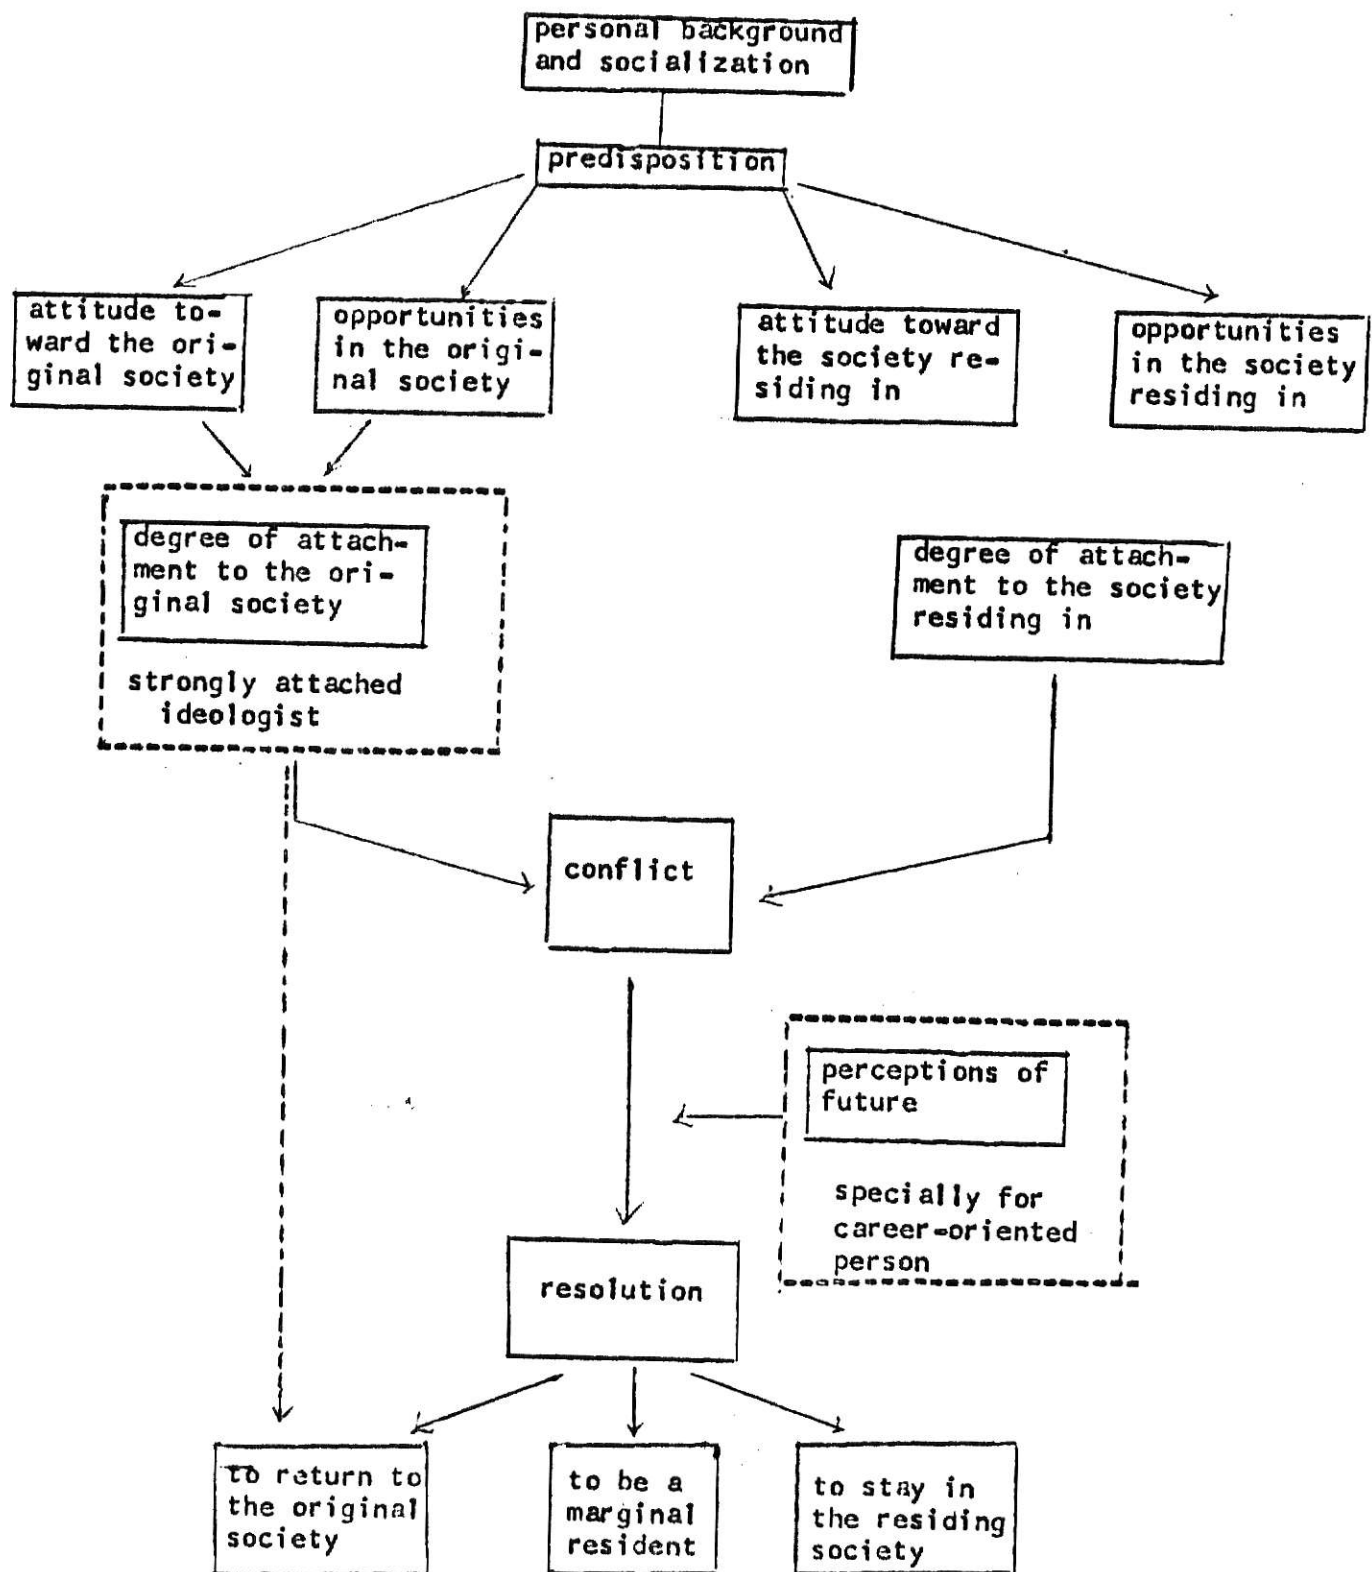 personal background
and socialization
predisposition
attitude to-
ward the ori-
ginal society
opportunities
in the origi-
nal society
attitude toward
the society re-
siding in
opportunities
in the society
residing in
degree of attach-
ment to the ori-
ginal society
strongly attached
ideologist
degree of attach-
ment to the society
residing in
conflict
perceptions of
future
specially for
career-oriented
person
resolution
to return to
the original
society
to be a
marginal
resident
to stay in
the residing
society